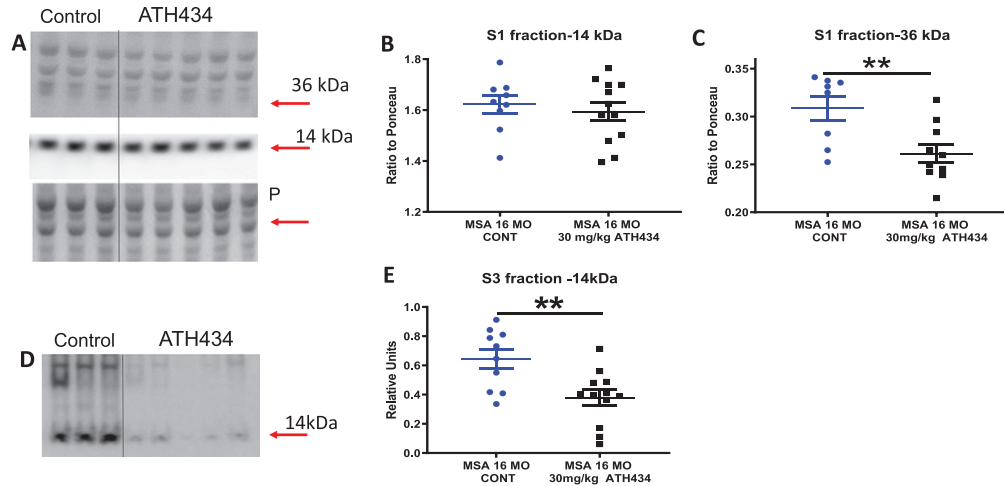 A
Control
ATH434
36 kDa
14 kDa
P
B
S1 fraction-14 kDa
Ratio to Ponceau
1.8
1.6
1.4
1.2
MSA 16 MO
CONT
MSA 16 MO
30 mg/kg ATH434
C
S1 fraction-36 kDa
**
Ratio to Ponceau
0.35
0.30
0.25
0.20
MSA 16 MO
CONT
MSA 16 MO
30mg/kg ATH434
D
Control
ATH434
14kDa
E
S3 fraction -14kDa
**
Relative Units
1.0
0.8
0.6
0.4
0.2
0.0
MSA 16 MO
CONT
MSA 16 MO
30mg/kg ATH434